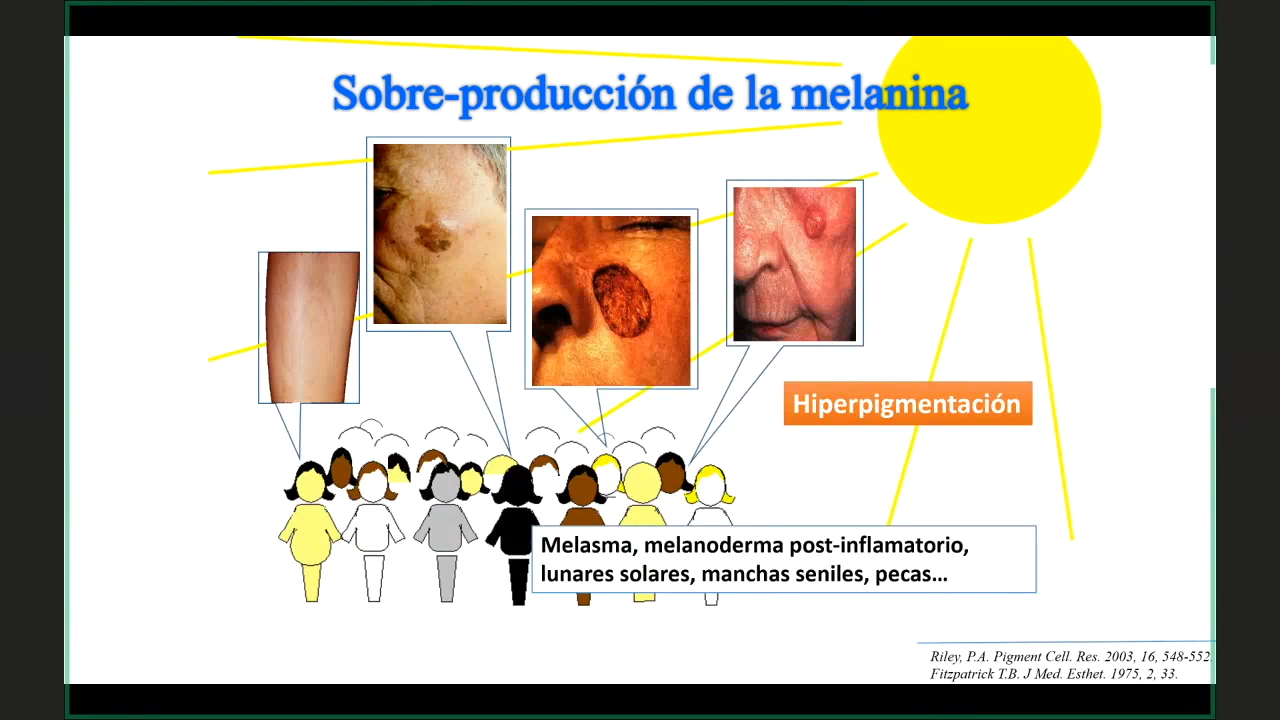 Sobre-producción de la melanina
Hiperpigmentación
Melasma, melanoderma post-inflamatorio,
lunares solares, manchas seniles, pecas…
Riley, P.A. Pigment Cell. Res. 2003, 16, 548-552.
Fitzpatrick T.B. J Med. Esthet. 1975, 2, 33.